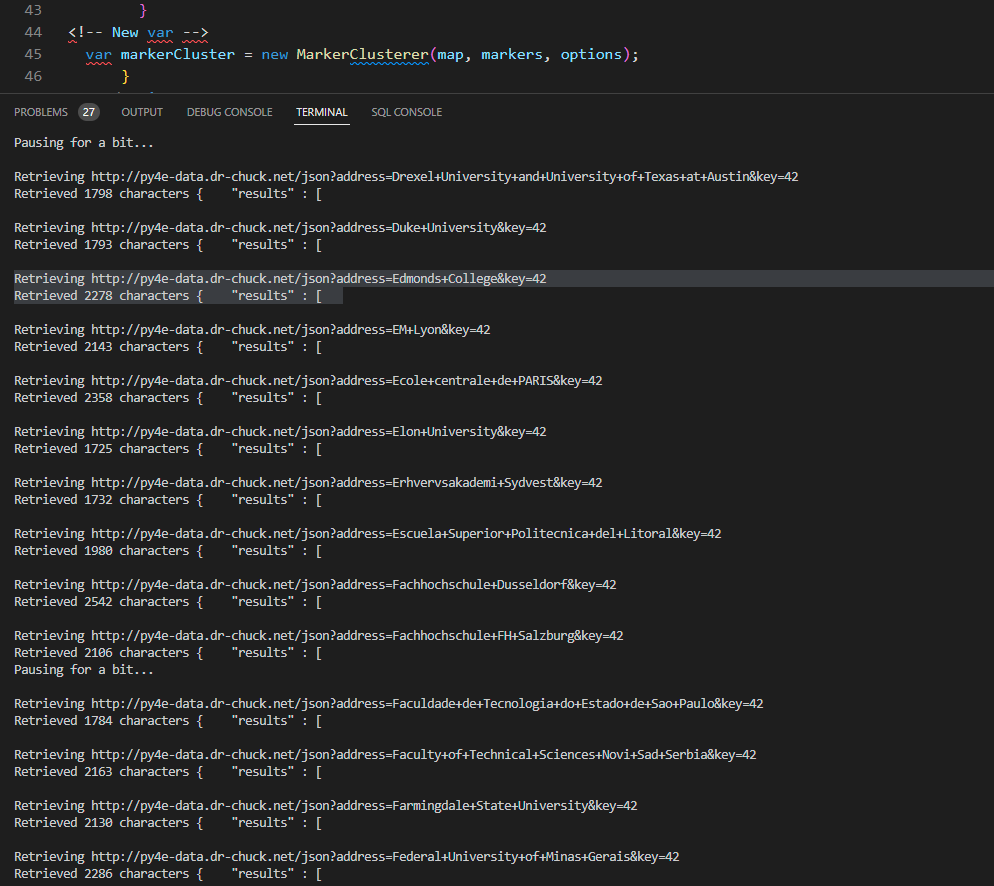 43 }
44 <!-- New var -->
45 var markerCluster = new MarkerClusterer(map, markers, options);
46 }
PROBLEMS 27 OUTPUT DEBUG CONSOLE TERMINAL SQL CONSOLE
Pausing for a bit...
Retrieving http://py4e-data.dr-chuck.net/json?address=Drexel+University+and+University+of+Texas+at+Austin&key=42
Retrieved 1798 characters { "results" : [
Retrieving http://py4e-data.dr-chuck.net/json?address=Duke+University&key=42
Retrieved 1793 characters { "results" : [
Retrieving http://py4e-data.dr-chuck.net/json?address=Edmonds+College&key=42
Retrieved 2278 characters { "results" : [
Retrieving http://py4e-data.dr-chuck.net/json?address=EM+Lyon&key=42
Retrieved 2143 characters { "results" : [
Retrieving http://py4e-data.dr-chuck.net/json?address=Ecole+centrale+de+PARIS&key=42
Retrieved 2358 characters { "results" : [
Retrieving http://py4e-data.dr-chuck.net/json?address=Elon+University&key=42
Retrieved 1725 characters { "results" : [
Retrieving http://py4e-data.dr-chuck.net/json?address=Erhvervsakademi+Sydvest&key=42
Retrieved 1732 characters { "results" : [
Retrieving http://py4e-data.dr-chuck.net/json?address=Escuela+Superior+Politecnica+del+Litoral&key=42
Retrieved 1980 characters { "results" : [
Retrieving http://py4e-data.dr-chuck.net/json?address=Fachhochschule+Dusseldorf&key=42
Retrieved 2542 characters { "results" : [
Retrieving http://py4e-data.dr-chuck.net/json?address=Fachhochschule+FH+Salzburg&key=42
Retrieved 2106 characters { "results" : [
Pausing for a bit...
Retrieving http://py4e-data.dr-chuck.net/json?address=Faculdade+de+Tecnologia+do+Estado+de+Sao+Paulo&key=42
Retrieved 1784 characters { "results" : [
Retrieving http://py4e-data.dr-chuck.net/json?address=Faculty+of+Technical+Sciences+Novi+Sad+Serbia&key=42
Retrieved 2163 characters { "results" : [
Retrieving http://py4e-data.dr-chuck.net/json?address=Farmingdale+State+University&key=42
Retrieved 2130 characters { "results" : [
Retrieving http://py4e-data.dr-chuck.net/json?address=Federal+University+of+Minas+Gerais&key=42
Retrieved 2286 characters { "results" : [